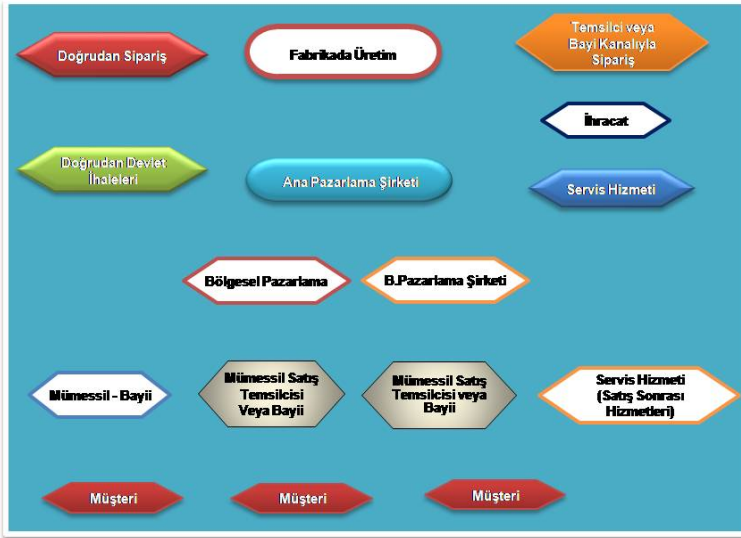 Doğrudan Sipariş
Fabrikada Üretim
Temsilci veya
Bayi Kanalıyla
Sipariş
İhracat
Doğrudan Devlet
İhaleleri
Ana Pazarlama Şirketi
Servis Hizmeti
Bölgesel Pazarlama
B.Pazarlama Şirketi
Mümessil - Bayii
Mümessil Satış
Temsilcisi
Veya Bayii
Mümessil Satış
Temsilcisi veya
Bayii
Servis Hizmeti
(Satış Sonrası
Hizmetleri)
Müşteri
Müşteri
Müşteri